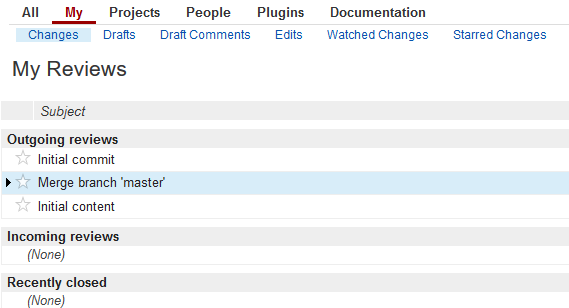 All My Projects People Plugins Documentation
Changes Drafts Draft Comments Edits Watched Changes Starred Changes
My Reviews
Subject
Outgoing reviews
Initial commit
Merge branch 'master'
Initial content
Incoming reviews
(None)
Recently closed
(None)